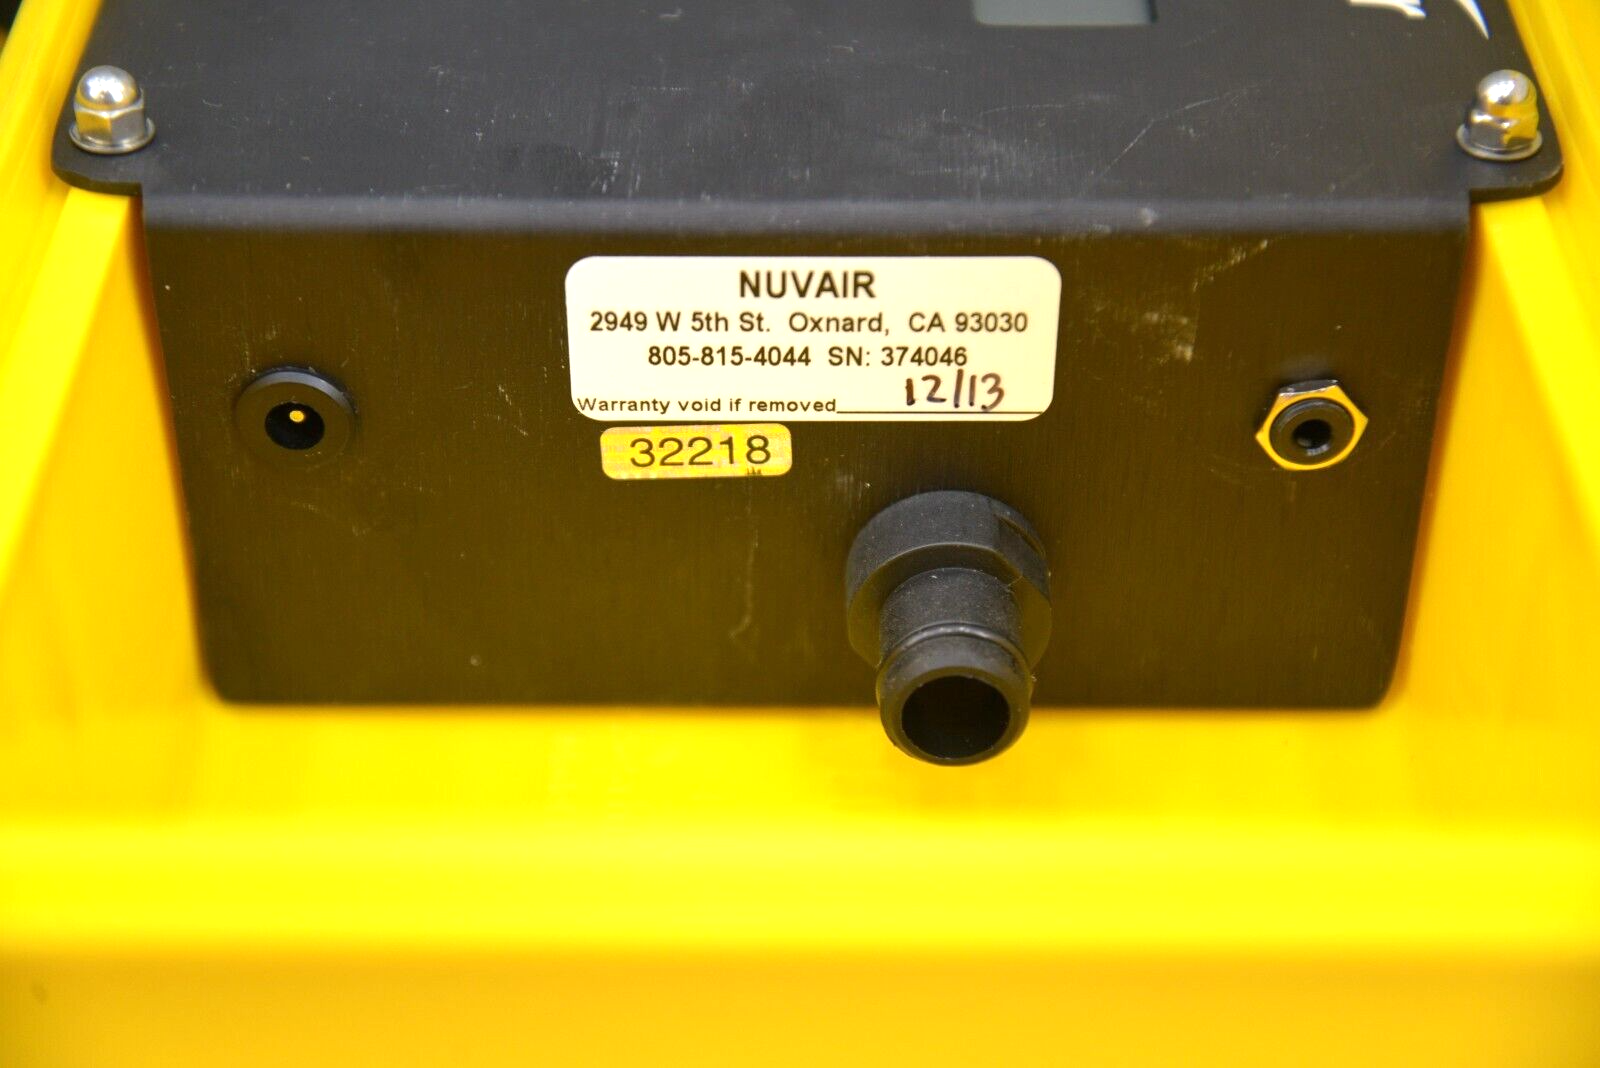 NUVAIR
2949 W 5th St. Oxnard, CA 93030
805-815-4044 SN: 374046
12/13
Warranty void if removed
32218